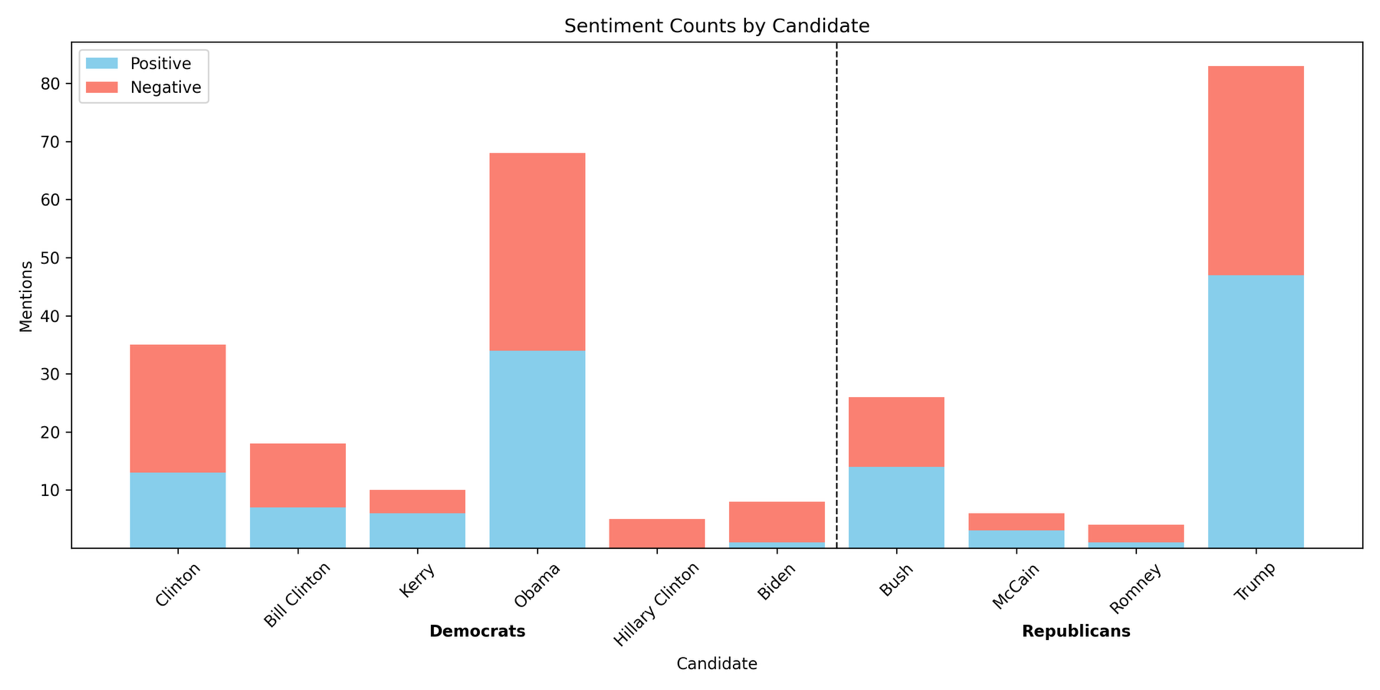 Sentiment Counts by Candidate
Positive
Negative
80
70
60
50
40
30
20
10
Mentions
Clinton
Bill Clinton
Kerry
Obama
Hillary Clinton
Biden
Bush
McCain
Romney
Trump
Democrats
Republicans
Candidate